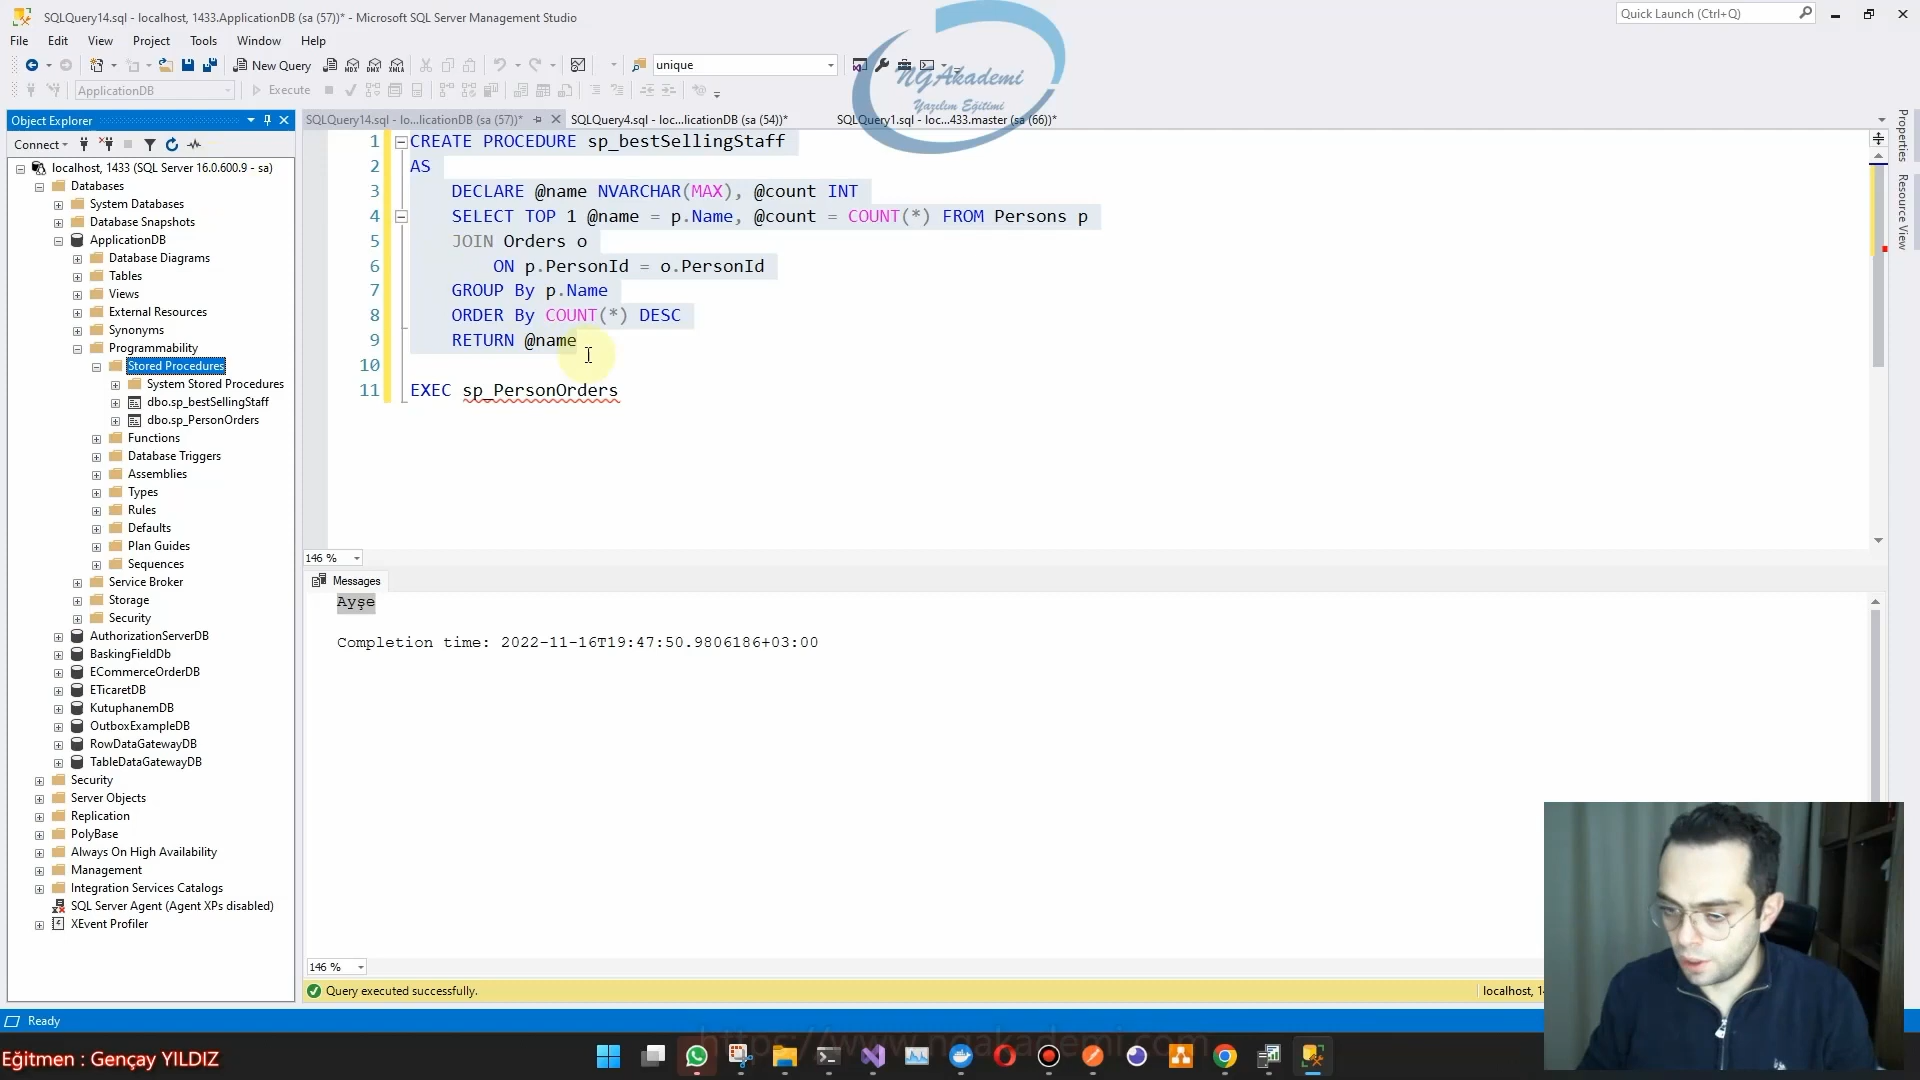 SQLQuery14.sql - localhost, 1433.ApplicationDB (sa (57))* - Microsoft SQL Server Management Studio
Quick Launch (Ctrl+Q)
File Edit View Project Tools Window Help
New Query
MDX DMX XMLA
unique
ApplicationDB
Execute
NGAkademi
Yazılım Eğitimi
Object Explorer
SQLQuery14.sql - lo...licationDB (sa (57))*
SQLQuery4.sql - loc...licationDB (sa (54))*
SQLQuery1.sql - loc...433.master (sa (66))*
Properties
Resource View
Connect
localhost, 1433 (SQL Server 16.0.600.9 - sa)
Databases
System Databases
Database Snapshots
ApplicationDB
Database Diagrams
Tables
Views
External Resources
Synonyms
Programmability
Stored Procedures
System Stored Procedures
dbo.sp_bestSellingStaff
dbo.sp_PersonOrders
Functions
Database Triggers
Assemblies
Types
Rules
Defaults
Plan Guides
Sequences
Service Broker
Storage
Security
AuthorizationServerDB
BaskingFieldDb
ECommerceOrderDB
ETicaretDB
KutuphanemDB
OutboxExampleDB
RowDataGatewayDB
TableDataGatewayDB
Security
Server Objects
Replication
PolyBase
Always On High Availability
Management
Integration Services Catalogs
SQL Server Agent (Agent XPs disabled)
XEvent Profiler
1 CREATE PROCEDURE sp_bestSellingStaff
2 AS
3 DECLARE @name NVARCHAR(MAX), @count INT
4 SELECT TOP 1 @name = p.Name, @count = COUNT(*) FROM Persons p
5 JOIN Orders o
6 ON p.PersonId = o.PersonId
7 GROUP By p.Name
8 ORDER By COUNT(*) DESC
9 RETURN @name
10
11 EXEC sp_PersonOrders
146 %
Messages
Ayşe
Completion time: 2022-11-16T19:47:50.9806186+03:00
146 %
Query executed successfully.
localhost, 1
Ready
https://www.ngakademi.com
Eğitmen : Gençay YILDIZ